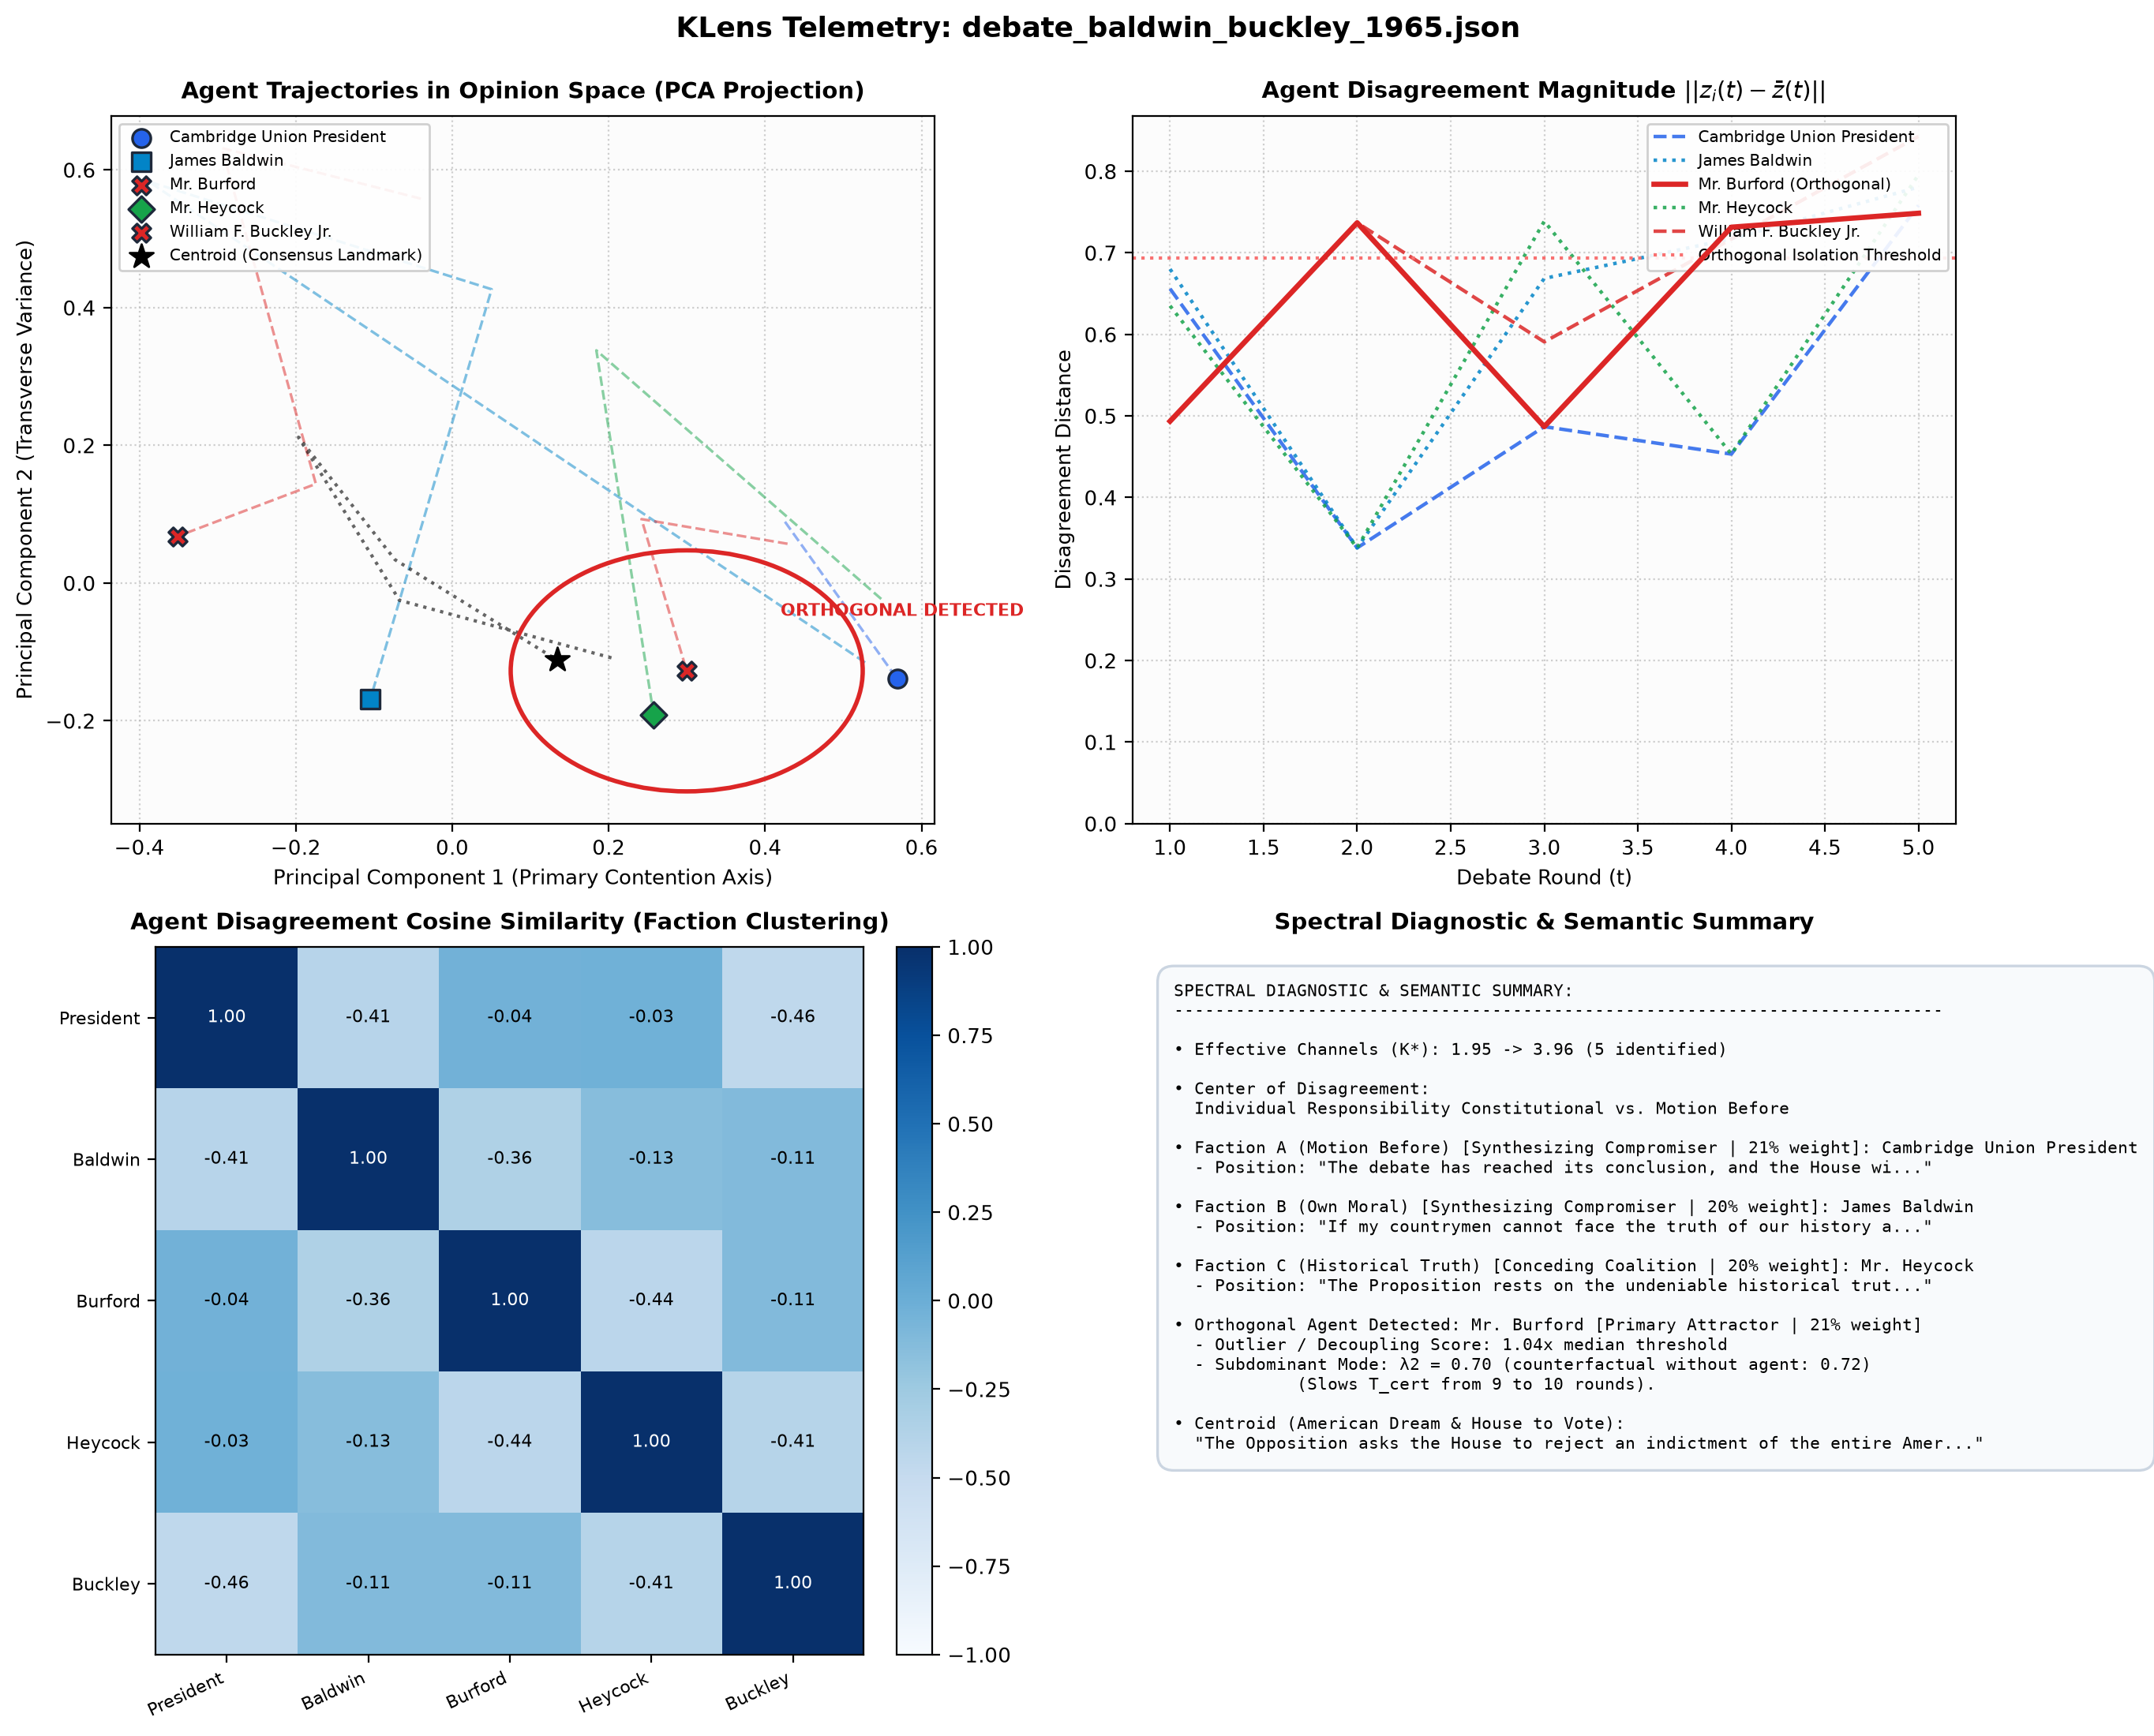 KLens Telemetry: debate_baldwin_buckley_1965.json
Agent Trajectories in Opinion Space (PCA Projection)
Cambridge Union President
James Baldwin
Mr. Burford
Mr. Heycock
William F. Buckley Jr.
Centroid (Consensus Landmark)
ORTHOGONAL DETECTED
Principal Component 2 (Transverse Variance)
0.6
0.4
0.2
0.0
−0.2
−0.4
−0.2
0.0
0.2
0.4
0.6
Principal Component 1 (Primary Contention Axis)
Agent Disagreement Magnitude ||z_i(t) − z̄(t)||
Cambridge Union President
James Baldwin
Mr. Burford (Orthogonal)
Mr. Heycock
William F. Buckley Jr.
Orthogonal Isolation Threshold
Disagreement Distance
0.8
0.7
0.6
0.5
0.4
0.3
0.2
0.1
0.0
1.0
1.5
2.0
2.5
3.0
3.5
4.0
4.5
5.0
Debate Round (t)
Agent Disagreement Cosine Similarity (Faction Clustering)
President 1.00 -0.41 -0.04 -0.03 -0.46
Baldwin -0.41 1.00 -0.36 -0.13 -0.11
Burford -0.04 -0.36 1.00 -0.44 -0.11
Heycock -0.03 -0.13 -0.44 1.00 -0.41
Buckley -0.46 -0.11 -0.11 -0.41 1.00
President
Baldwin
Burford
Heycock
Buckley
1.00
0.75
0.50
0.25
0.00
−0.25
−0.50
−0.75
−1.00
Spectral Diagnostic & Semantic Summary
SPECTRAL DIAGNOSTIC & SEMANTIC SUMMARY:
---------------------------------------------------------------------------
• Effective Channels (K*): 1.95 -> 3.96 (5 identified)
• Center of Disagreement:
Individual Responsibility Constitutional vs. Motion Before
• Faction A (Motion Before) [Synthesizing Compromiser | 21% weight]: Cambridge Union President
- Position: "The debate has reached its conclusion, and the House wi..."
• Faction B (Own Moral) [Synthesizing Compromiser | 20% weight]: James Baldwin
- Position: "If my countrymen cannot face the truth of our history a..."
• Faction C (Historical Truth) [Conceding Coalition | 20% weight]: Mr. Heycock
- Position: "The Proposition rests on the undeniable historical trut..."
• Orthogonal Agent Detected: Mr. Burford [Primary Attractor | 21% weight]
- Outlier / Decoupling Score: 1.04x median threshold
- Subdominant Mode: λ2 = 0.70 (counterfactual without agent: 0.72)
(Slows T_cert from 9 to 10 rounds).
• Centroid (American Dream & House to Vote):
"The Opposition asks the House to reject an indictment of the entire Amer..."